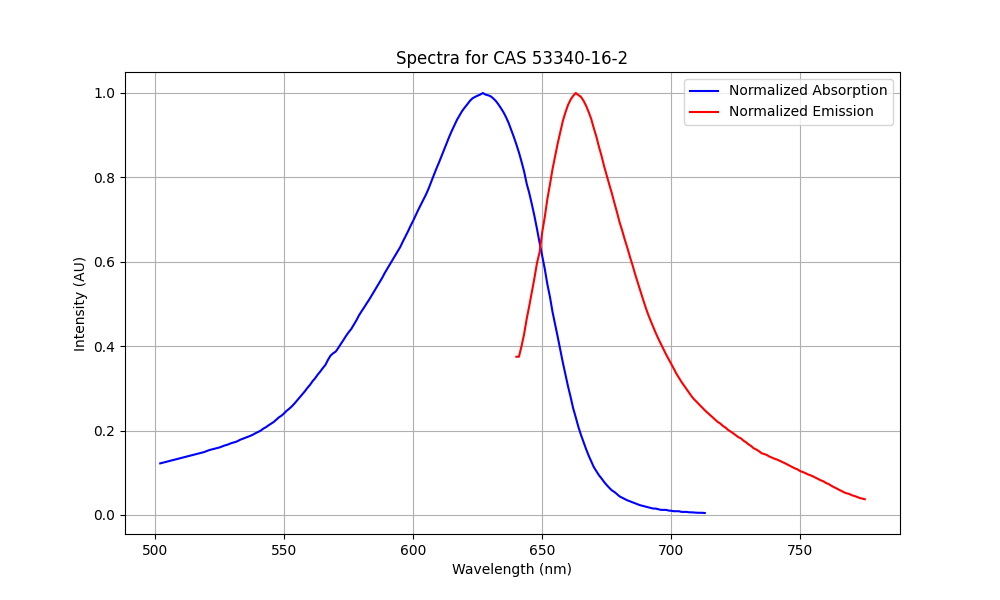 Spectra for CAS 53340-16-2
Normalized Absorption
Normalized Emission
1.0
0.8
0.6
0.4
0.2
0.0
Intensity (AU)
500 550 600 650 700 750
Wavelength (nm)